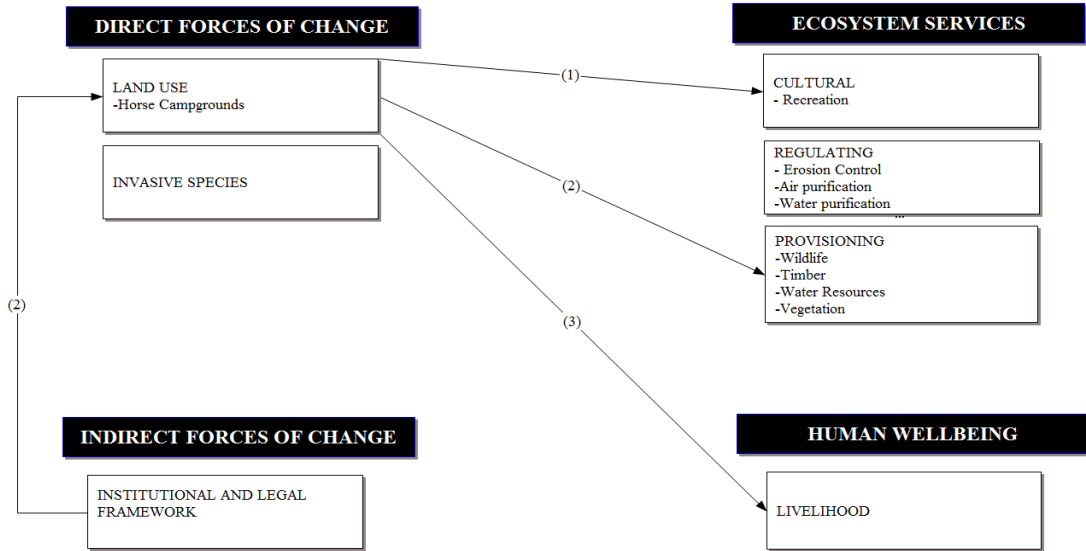 DIRECT FORCES OF CHANGE
LAND USE
-Horse Campgrounds
INVASIVE SPECIES
(1)
(2)
(3)
(2)
ECOSYSTEM SERVICES
CULTURAL
- Recreation
REGULATING
- Erosion Control
-Air purification
-Water purification
...
PROVISIONING
-Wildlife
-Timber
-Water Resources
-Vegetation
INDIRECT FORCES OF CHANGE
INSTITUTIONAL AND LEGAL
FRAMEWORK
HUMAN WELLBEING
LIVELIHOOD